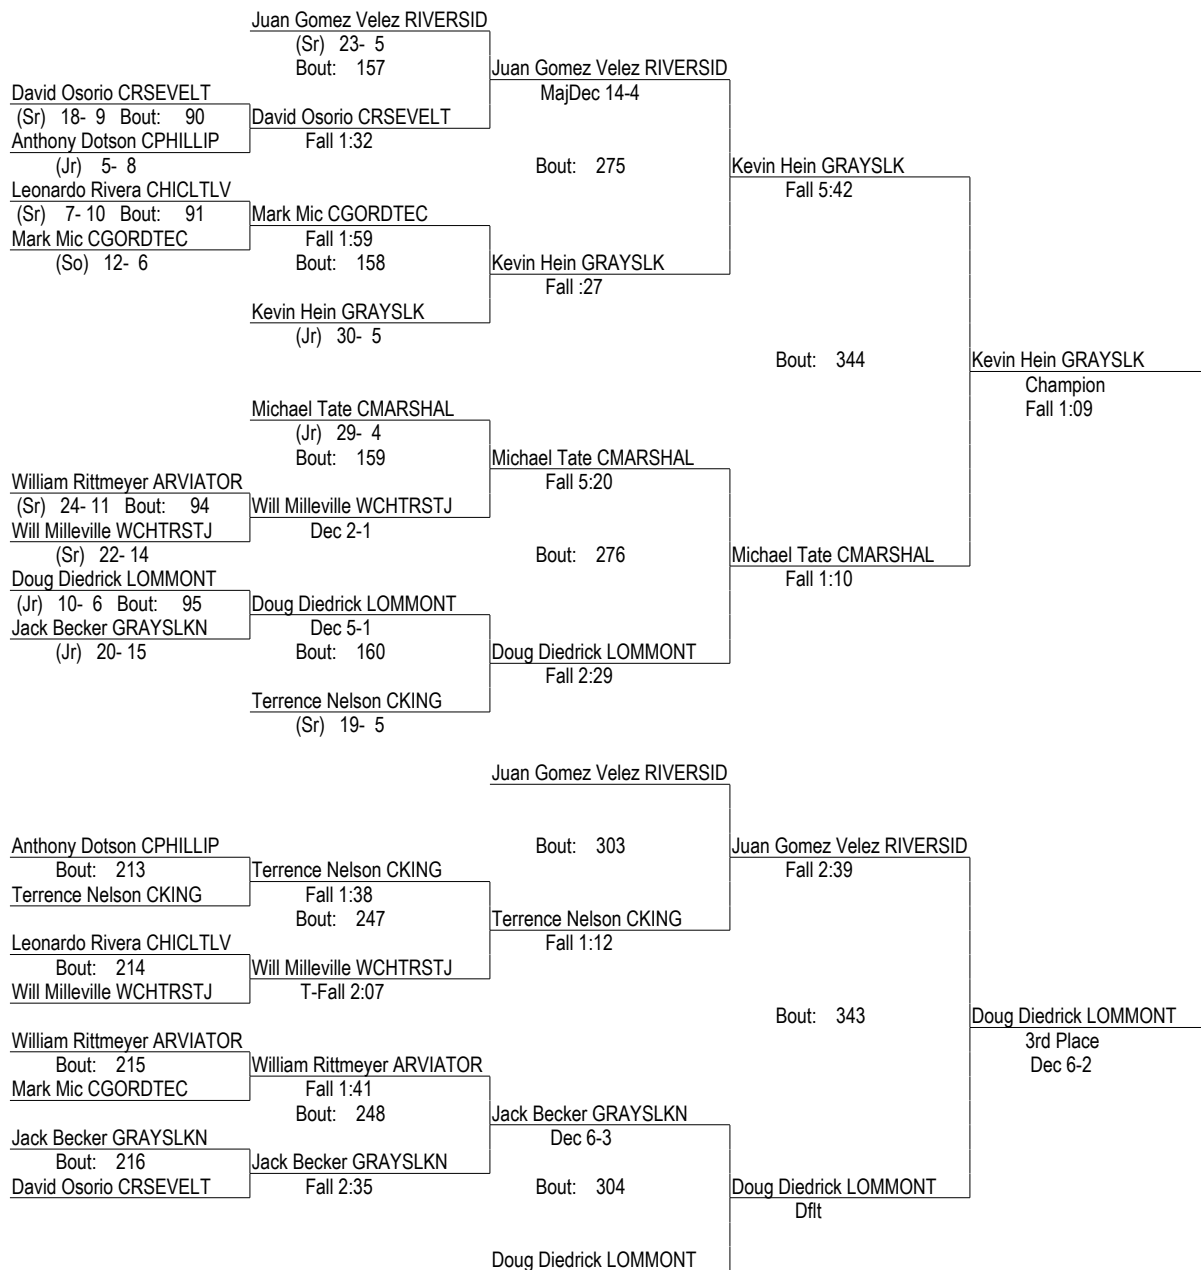 Juan Gomez Velez RIVERSID
(Sr) 23- 5
Bout: 157
Juan Gomez Velez RIVERSID
MajDec 14-4
David Osorio CRSEVELT
(Sr) 18- 9 Bout: 90
David Osorio CRSEVELT
Anthony Dotson CPHILLIP
Fall 1:32
(Jr) 5- 8
Bout: 275
Kevin Hein GRAYSLK
Leonardo Rivera CHICLTLV
Fall 5:42
(Sr) 7- 10 Bout: 91
Mark Mic CGORDTEC
Mark Mic CGORDTEC
Fall 1:59
(So) 12- 6
Bout: 158
Kevin Hein GRAYSLK
Fall :27
Kevin Hein GRAYSLK
(Jr) 30- 5
Bout: 344
Kevin Hein GRAYSLK
Champion
Fall 1:09
Michael Tate CMARSHAL
(Jr) 29- 4
Bout: 159
Michael Tate CMARSHAL
Fall 5:20
William Rittmeyer ARVIATOR
(Sr) 24- 11 Bout: 94
Will Milleville WCHTRSTJ
Will Milleville WCHTRSTJ
Dec 2-1
(Sr) 22- 14
Bout: 276
Michael Tate CMARSHAL
Doug Diedrick LOMMONT
Fall 1:10
(Jr) 10- 6 Bout: 95
Doug Diedrick LOMMONT
Jack Becker GRAYSLKN
Dec 5-1
(Jr) 20- 15
Bout: 160
Doug Diedrick LOMMONT
Fall 2:29
Terrence Nelson CKING
(Sr) 19- 5
Juan Gomez Velez RIVERSID
Anthony Dotson CPHILLIP
Bout: 303
Juan Gomez Velez RIVERSID
Bout: 213
Terrence Nelson CKING
Fall 2:39
Terrence Nelson CKING
Fall 1:38
Bout: 247
Terrence Nelson CKING
Leonardo Rivera CHICLTLV
Fall 1:12
Bout: 214
Will Milleville WCHTRSTJ
Will Milleville WCHTRSTJ
T-Fall 2:07
Bout: 343
Doug Diedrick LOMMONT
3rd Place
Dec 6-2
William Rittmeyer ARVIATOR
Bout: 215
William Rittmeyer ARVIATOR
Mark Mic CGORDTEC
Fall 1:41
Bout: 248
Jack Becker GRAYSLKN
Jack Becker GRAYSLKN
Dec 6-3
Bout: 216
Jack Becker GRAYSLKN
David Osorio CRSEVELT
Fall 2:35
Bout: 304
Doug Diedrick LOMMONT
Dflt
Doug Diedrick LOMMONT